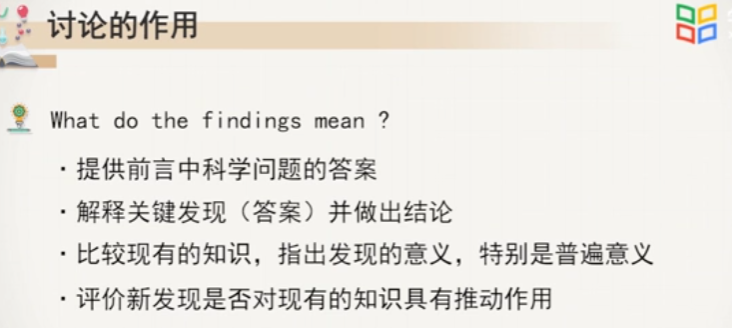 讨论的作用
What do the findings mean ?
·提供前言中科学问题的答案
·解释关键发现（答案）并做出结论
·比较现有的知识，指出发现的意义，特别是普遍意义
·评价新发现是否对现有的知识具有推动作用